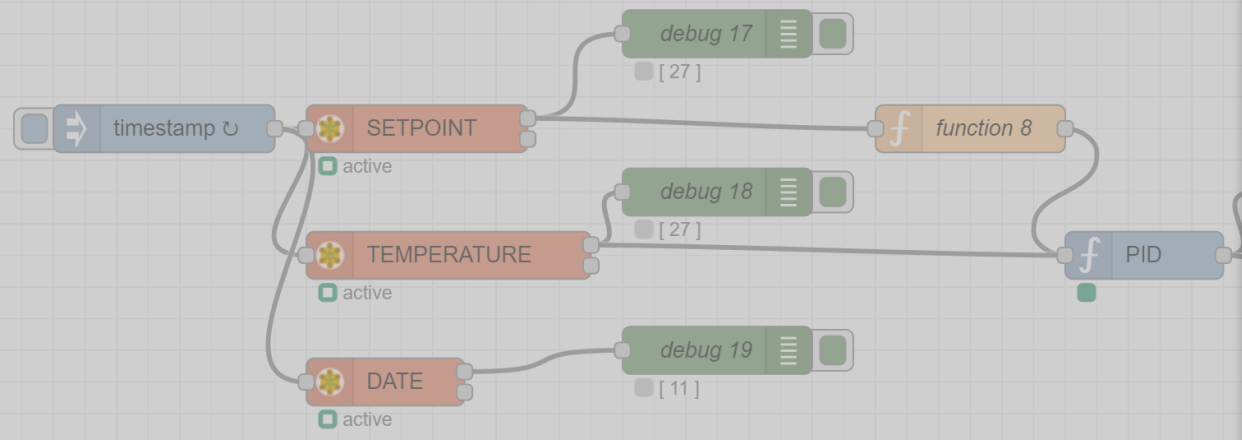 debug 17
[ 27 ]
timestamp ↻
SETPOINT
function 8
active
debug 18
[ 27 ]
TEMPERATURE
PID
active
debug 19
DATE
[ 11 ]
active